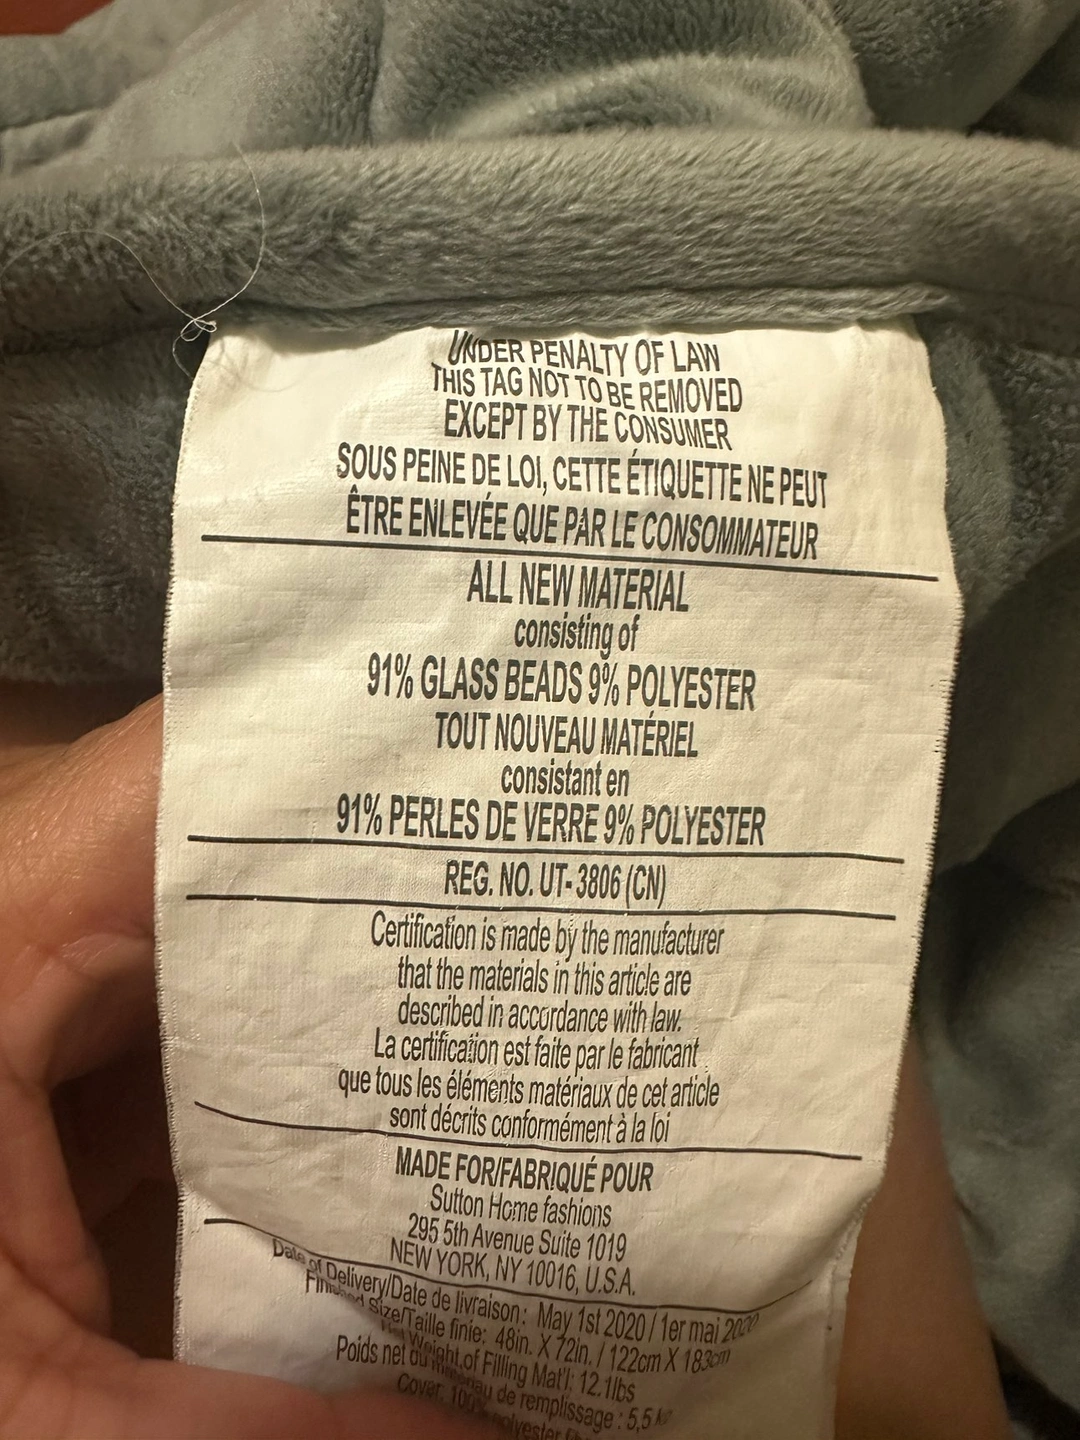 UNDER PENALTY OF LAW
THIS TAG NOT TO BE REMOVED
EXCEPT BY THE CONSUMER
SOUS PEINE DE LOI, CETTE ÉTIQUETTE NE PEUT
ÊTRE ENLEVÉE QUE PAR LE CONSOMMATEUR
ALL NEW MATERIAL
consisting of
91% GLASS BEADS 9% POLYESTER
TOUT NOUVEAU MATÉRIEL
consistant en
91% PERLES DE VERRE 9% POLYESTER
REG. NO. UT- 3806 (CN)
Certification is made by the manufacturer
that the materials in this article are
described in accordance with law.
La certification est faite par le fabricant
que tous les éléments matériaux de cet article
sont décrits conformément à la loi
MADE FOR/FABRIQUÉ POUR
Sutton Home fashions
295 5th Avenue Suite 1019
NEW YORK, NY 10016, U.S.A.
Date of Delivery/Date de livraison: May 1st 2020 / 1er mai 2020
Finished Size/Taille finie: 48in. X 72in. / 122cm X 183cm
Net Weight of Filling Mat'l: 12.1lbs
Poids net du matériau de remplissage : 5,5 kg
Cover: 100% polyester